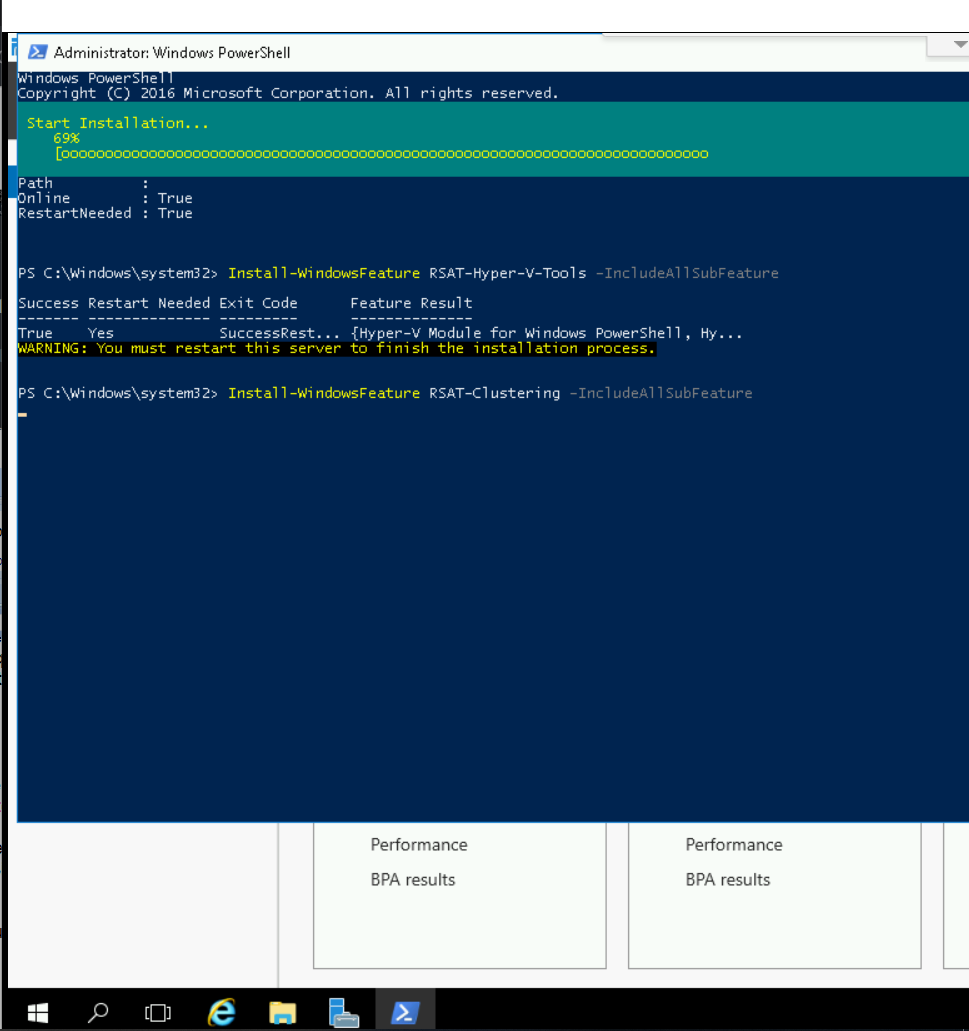 Administrator: Windows PowerShell
Windows PowerShell
Copyright (C) 2016 Microsoft Corporation. All rights reserved.
Start Installation...
69%
[oooooooooooooooooooooooooooooooooooooooooooooooooooooooooooooooooooooooooo
Path :
Online : True
RestartNeeded : True
PS C:\Windows\system32> Install-WindowsFeature RSAT-Hyper-V-Tools -IncludeAllSubFeature
Success Restart Needed Exit Code Feature Result
------- -------------- --------- --------------
True Yes SuccessRest... {Hyper-V Module for Windows PowerShell, Hy...
WARNING: You must restart this server to finish the installation process.
PS C:\Windows\system32> Install-WindowsFeature RSAT-Clustering -IncludeAllSubFeature
Performance Performance
BPA results BPA results